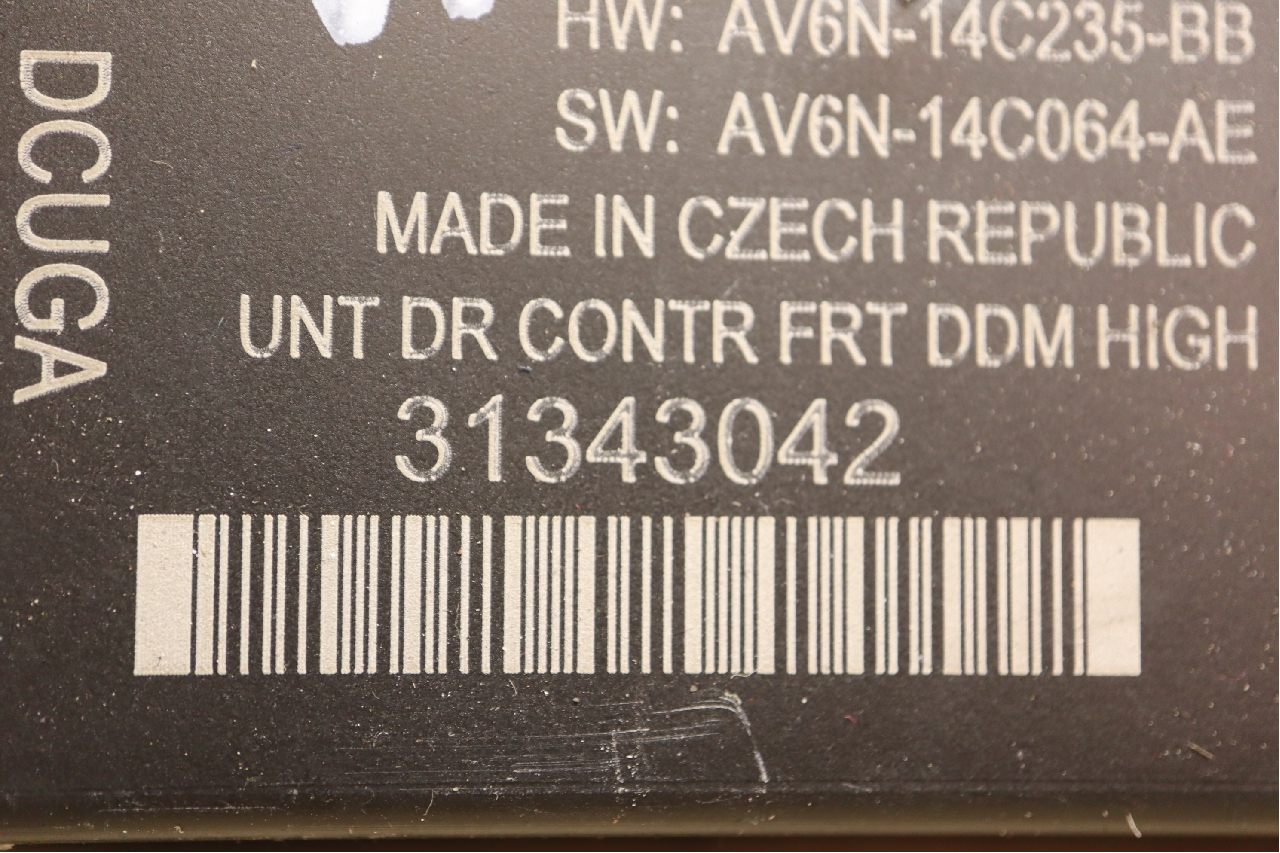 HW: AV6N-14C235-BB
SW: AV6N-14C064-AE
MADE IN CZECH REPUBLIC
UNT DR CONTR FRT DDM HIGH
31343042
DCUGA